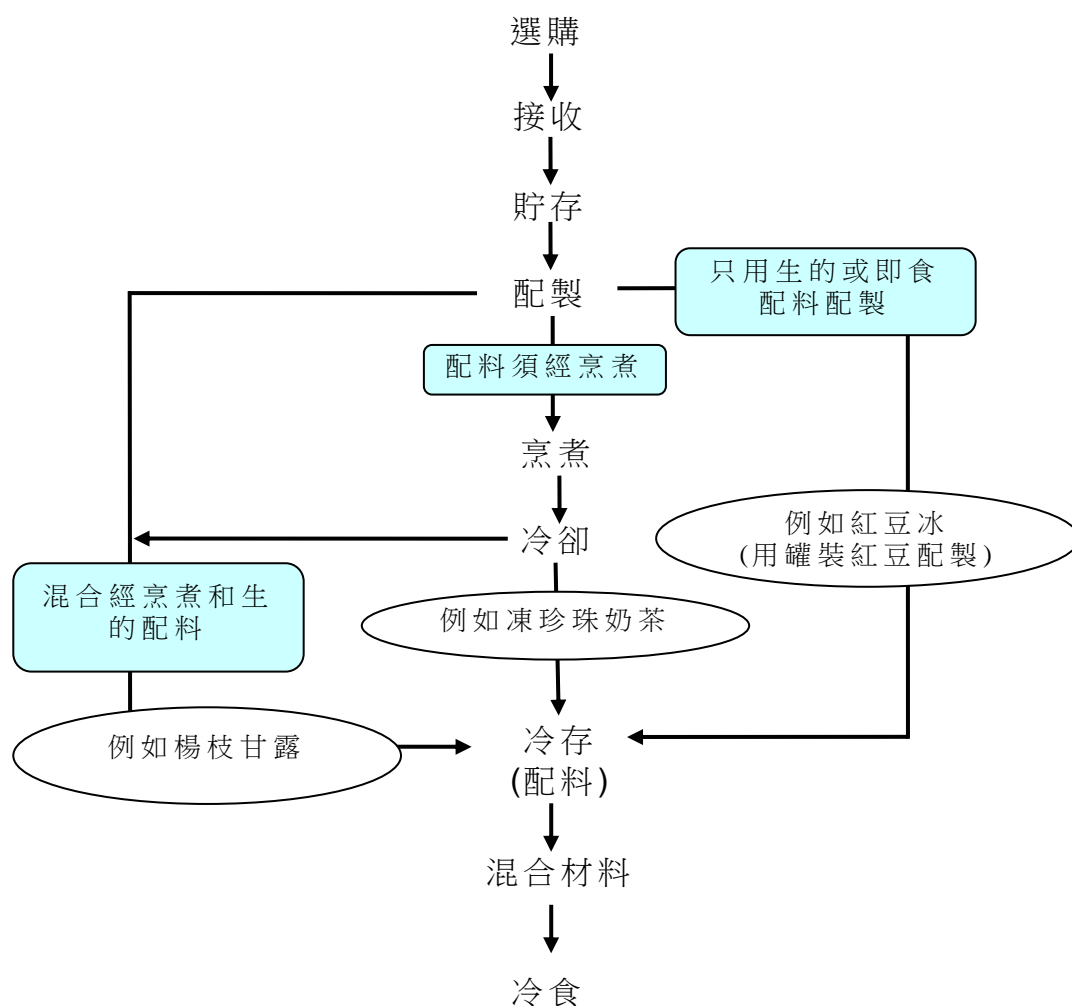 選購
接收
貯存
配製
只用生的或即食
配料配製
配料須經烹煮
烹煮
冷卻
例如紅豆冰
(用罐裝紅豆配製)
混合經烹煮和生
的配料
例如凍珍珠奶茶
例如楊枝甘露
冷存
(配料)
混合材料
冷食